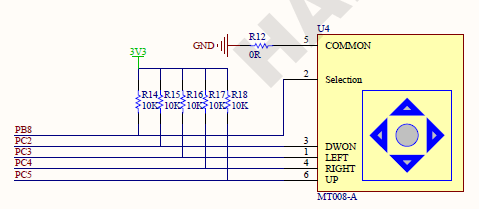 U4
R12
GND
5
COMMON
0R
3V3
2
Selection
R14
R15
R16
R17
R18
10K
10K
10K
10K
10K
PB8
PC2
3
DWON
PC3
1
LEFT
PC4
4
RIGHT
PC5
6
UP
MT008-A